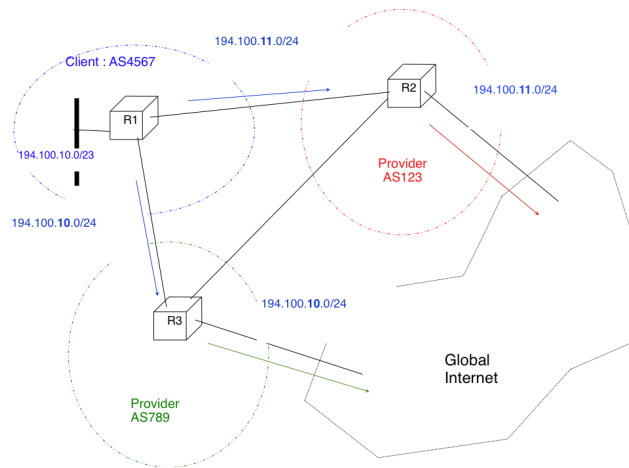 194.100.11.0/24
Client : AS4567
R1
R2
194.100.11.0/24
194.100.10.0/23
Provider
AS123
194.100.10.0/24
194.100.10.0/24
R3
Global
Internet
Provider
AS789